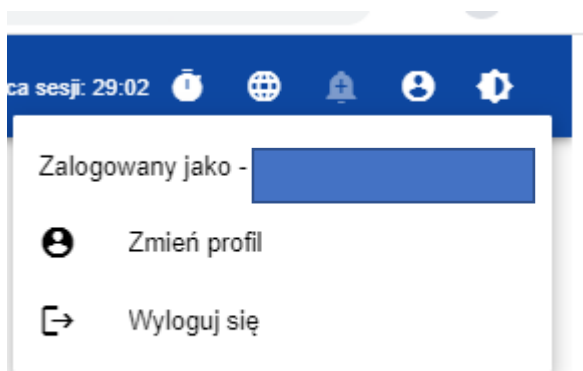 ca sesji: 29:02
Zalogowany jako -
Zmień profil
Wyloguj się